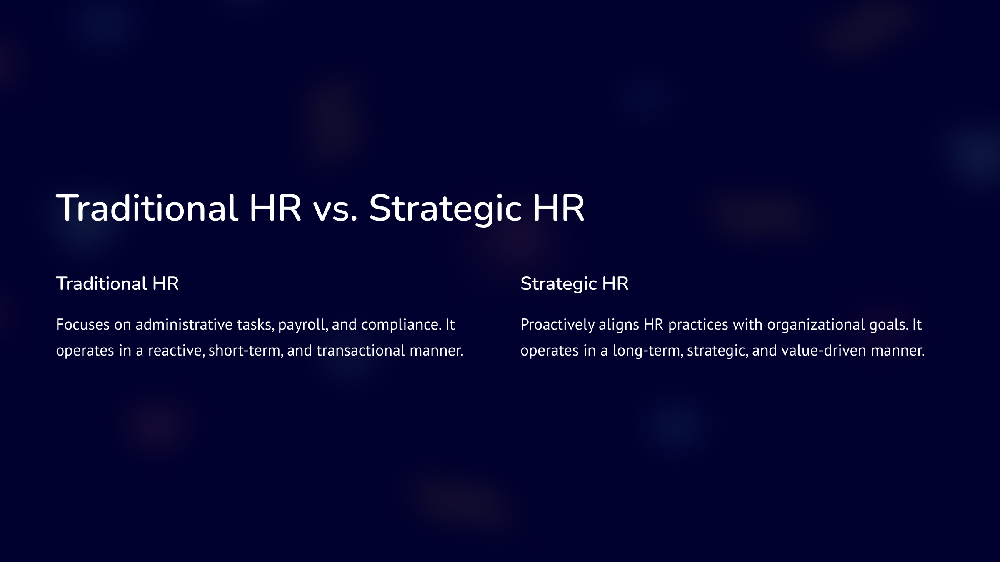 Traditional HR vs. Strategic HR
Traditional HR
Focuses on administrative tasks, payroll, and compliance. It
operates in a reactive, short-term, and transactional manner.
Strategic HR
Proactively aligns HR practices with organizational goals. It
operates in a long-term, strategic, and value-driven manner.